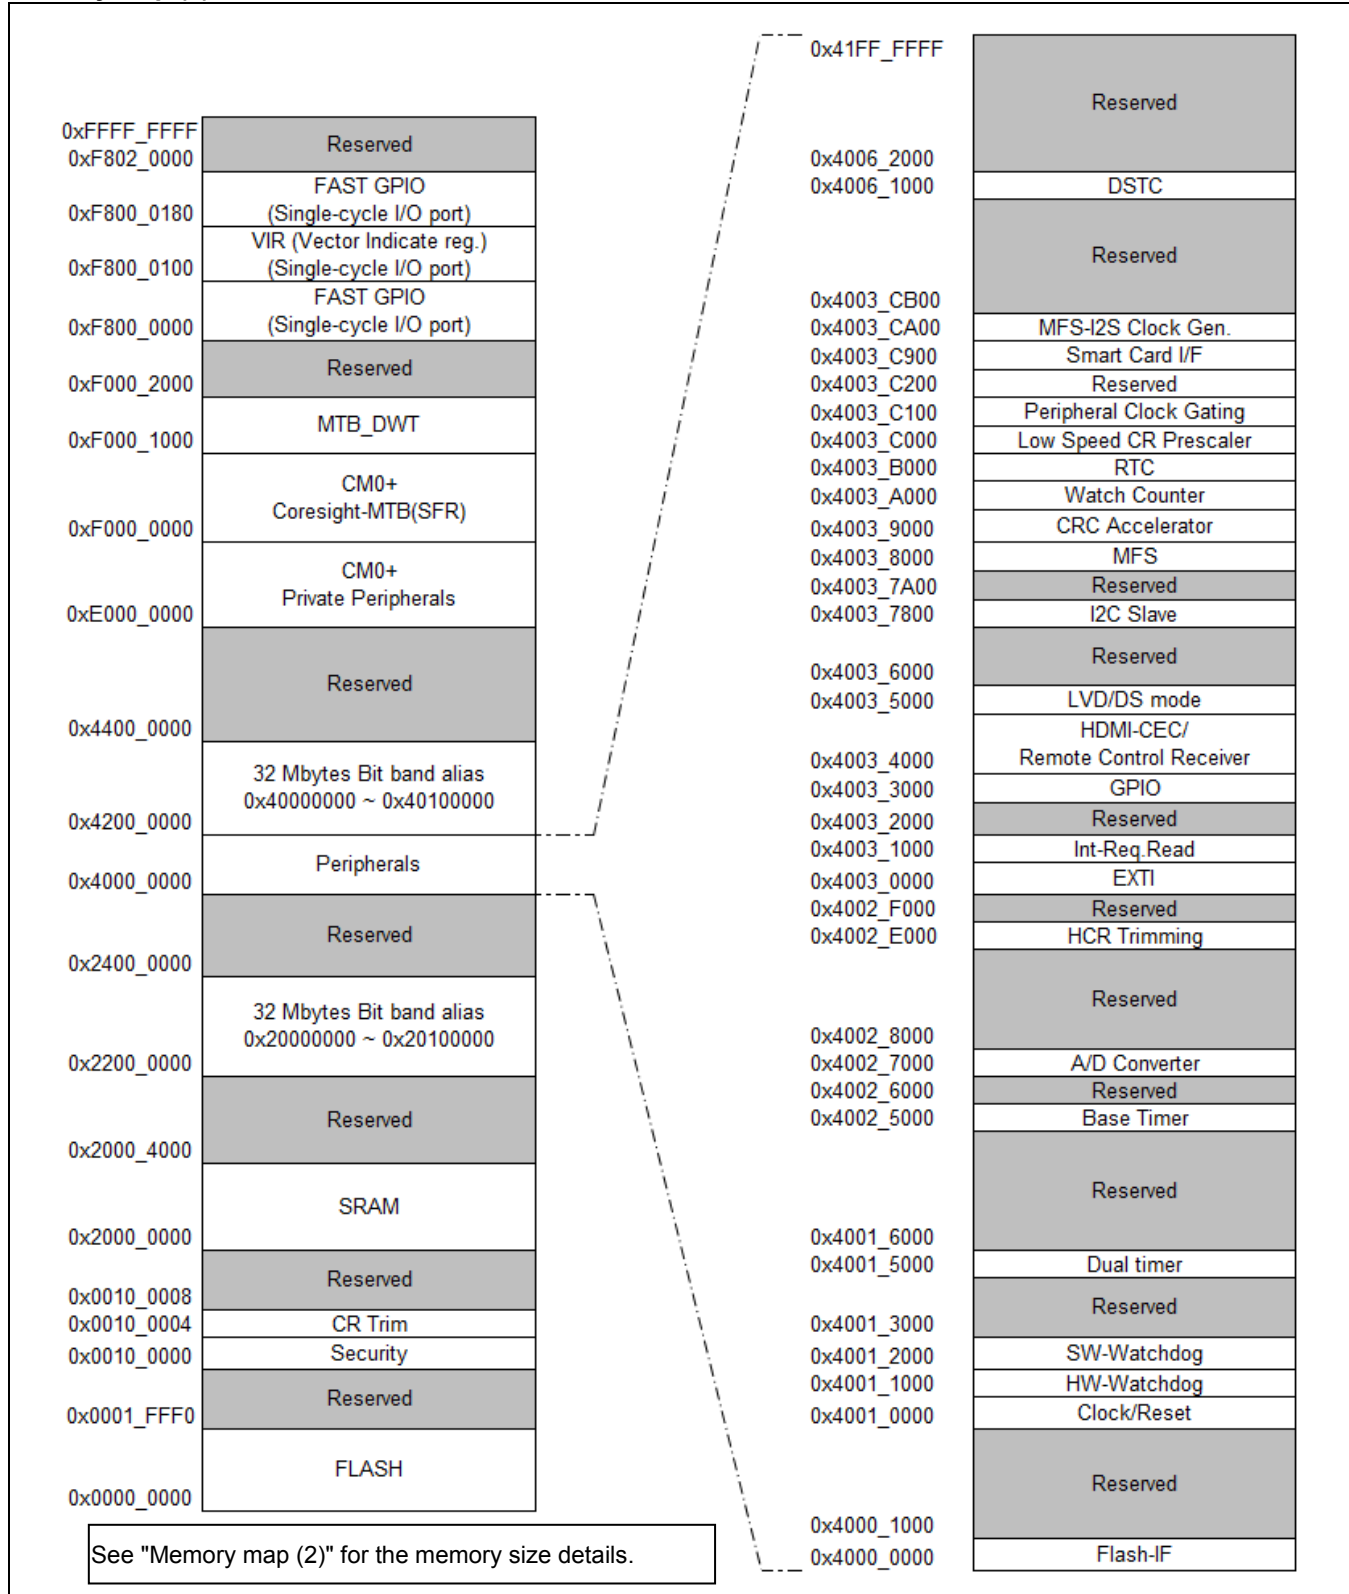 0xFFFF_FFFF
Reserved
0xF802_0000
FAST GPIO
0xF800_0180
(Single-cycle I/O port)
VIR (Vector Indicate reg.)
0xF800_0100
(Single-cycle I/O port)
FAST GPIO
0xF800_0000
(Single-cycle I/O port)
Reserved
0xF000_2000
MTB_DWT
0xF000_1000
CM0+
Coresight-MTB(SFR)
0xF000_0000
CM0+
Private Peripherals
0xE000_0000
Reserved
0x4400_0000
32 Mbytes Bit band alias
0x40000000 ~ 0x40100000
0x4200_0000
Peripherals
0x4000_0000
Reserved
0x2400_0000
32 Mbytes Bit band alias
0x20000000 ~ 0x20100000
0x2200_0000
Reserved
0x2000_4000
SRAM
0x2000_0000
Reserved
0x0010_0008
0x0010_0004 CR Trim
0x0010_0000 Security
Reserved
0x0001_FFF0
FLASH
0x0000_0000
See "Memory map (2)" for the memory size details.
0x41FF_FFFF
Reserved
0x4006_2000
0x4006_1000 DSTC
Reserved
0x4003_CB00
0x4003_CA00 MFS-I2S Clock Gen.
0x4003_C900 Smart Card I/F
0x4003_C200 Reserved
0x4003_C100 Peripheral Clock Gating
0x4003_C000 Low Speed CR Prescaler
0x4003_B000 RTC
0x4003_A000 Watch Counter
0x4003_9000 CRC Accelerator
0x4003_8000 MFS
0x4003_7A00 Reserved
0x4003_7800 I2C Slave
Reserved
0x4003_6000
0x4003_5000 LVD/DS mode
HDMI-CEC/
0x4003_4000 Remote Control Receiver
0x4003_3000 GPIO
0x4003_2000 Reserved
0x4003_1000 Int-Req.Read
0x4003_0000 EXTI
0x4002_F000 Reserved
0x4002_E000 HCR Trimming
Reserved
0x4002_8000
0x4002_7000 A/D Converter
0x4002_6000 Reserved
0x4002_5000 Base Timer
Reserved
0x4001_6000
0x4001_5000 Dual timer
Reserved
0x4001_3000
0x4001_2000 SW-Watchdog
0x4001_1000 HW-Watchdog
0x4001_0000 Clock/Reset
Reserved
0x4000_1000
0x4000_0000 Flash-IF